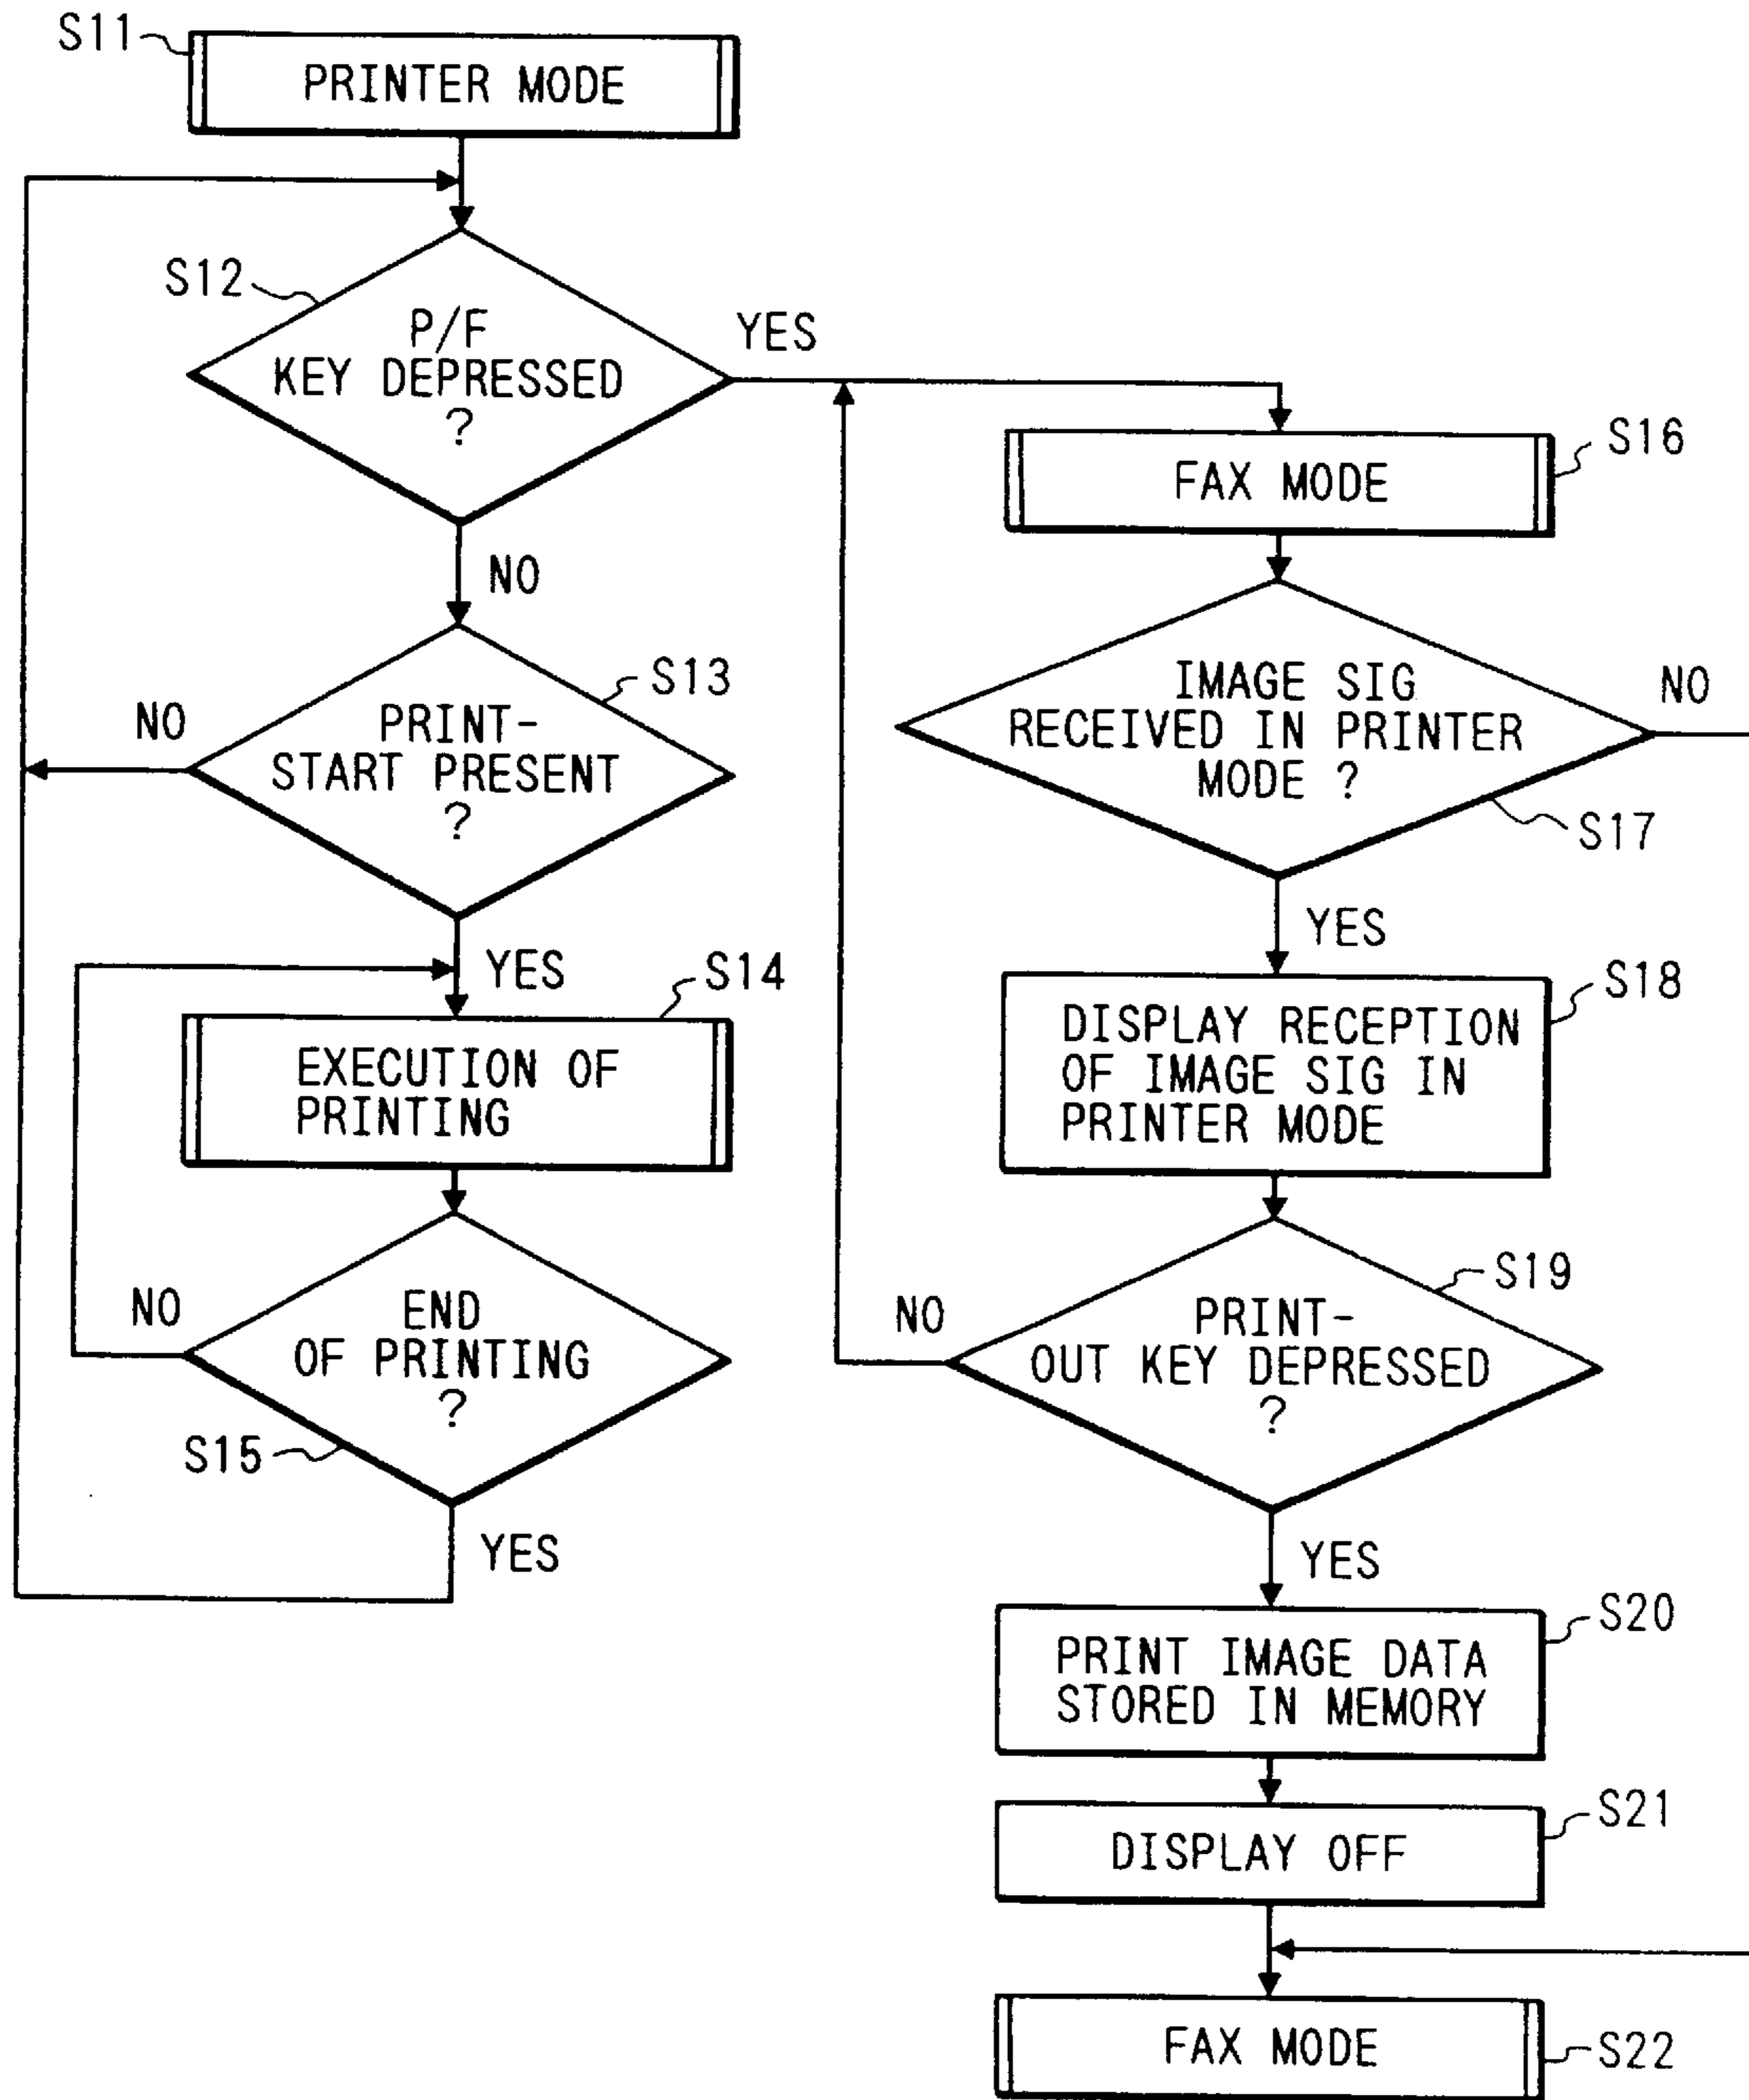 S11
PRINTER MODE
S12
P/F
KEY DEPRESSED
?
YES
NO
S13
PRINT-
START PRESENT
?
NO
YES
S14
EXECUTION OF
PRINTING
END
OF PRINTING
?
NO
S15
YES
S16
FAX MODE
IMAGE SIG
RECEIVED IN PRINTER
MODE ?
NO
S17
YES
S18
DISPLAY RECEPTION
OF IMAGE SIG IN
PRINTER MODE
S19
PRINT-
OUT KEY DEPRESSED
?
NO
YES
S20
PRINT IMAGE DATA
STORED IN MEMORY
S21
DISPLAY OFF
FAX MODE
S22